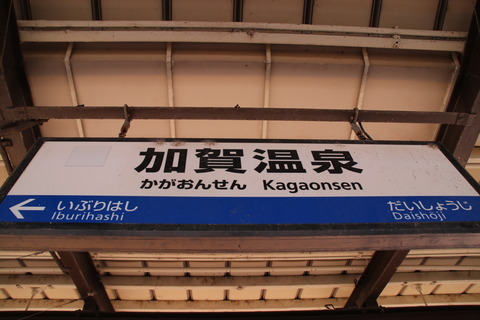 加賀温泉
かがおんせん Kagaonsen
← いぶりはし だいしょうじ
Iburihashi Daishōji